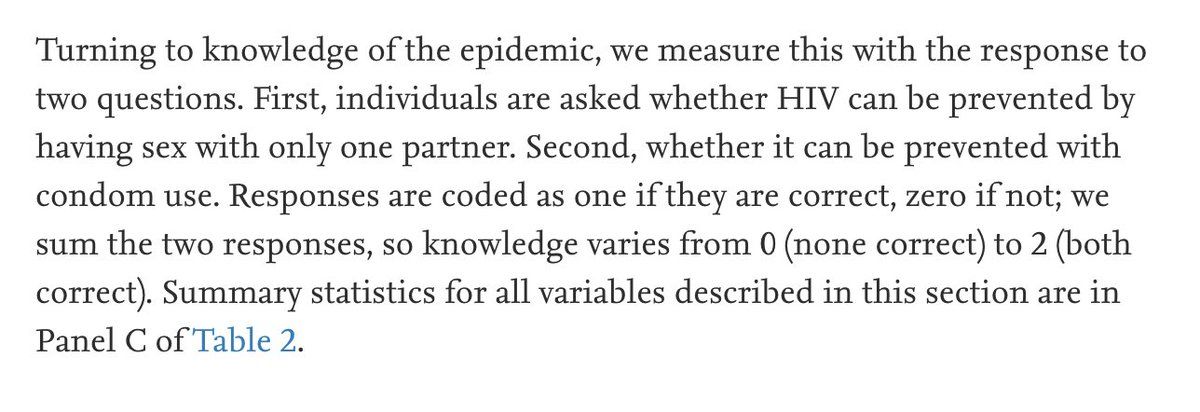 Turning to knowledge of the epidemic, we measure this with the response to
two questions. First, individuals are asked whether HIV can be prevented by
having sex with only one partner. Second, whether it can be prevented with
condom use. Responses are coded as one if they are correct, zero if not; we
sum the two responses, so knowledge varies from 0 (none correct) to 2 (both
correct). Summary statistics for all variables described in this section are in
Panel C of Table 2.